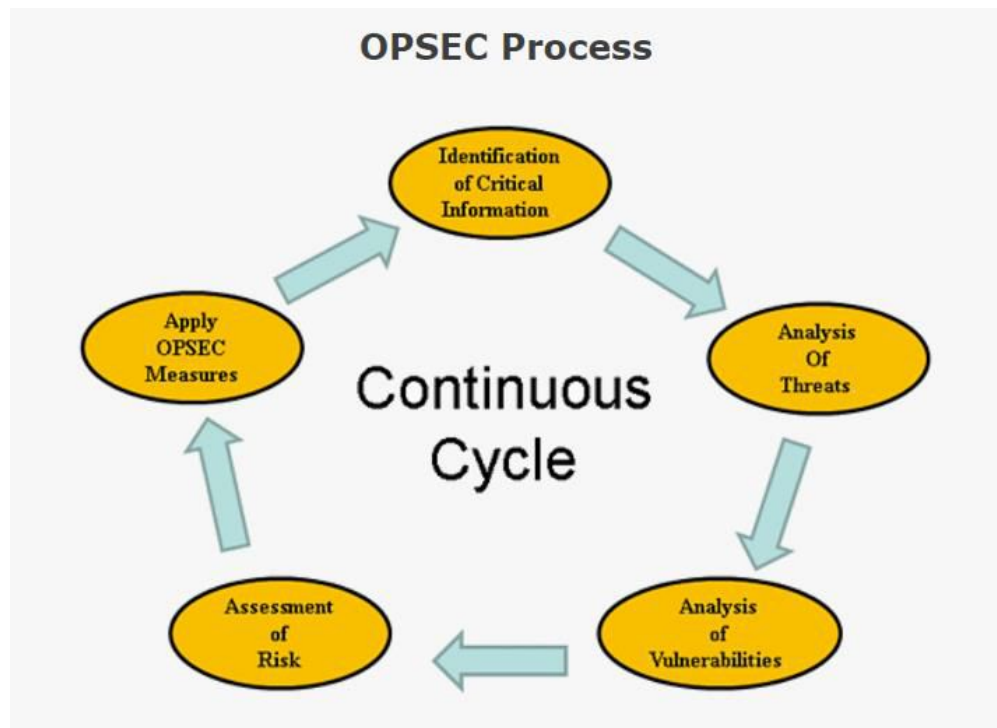 OPSEC Process
Identification
of Critical
Information
Analysis
Of
Threats
Analysis
of
Vulnerabilities
Assessment
of
Risk
Apply
OPSEC
Measures
Continuous
Cycle